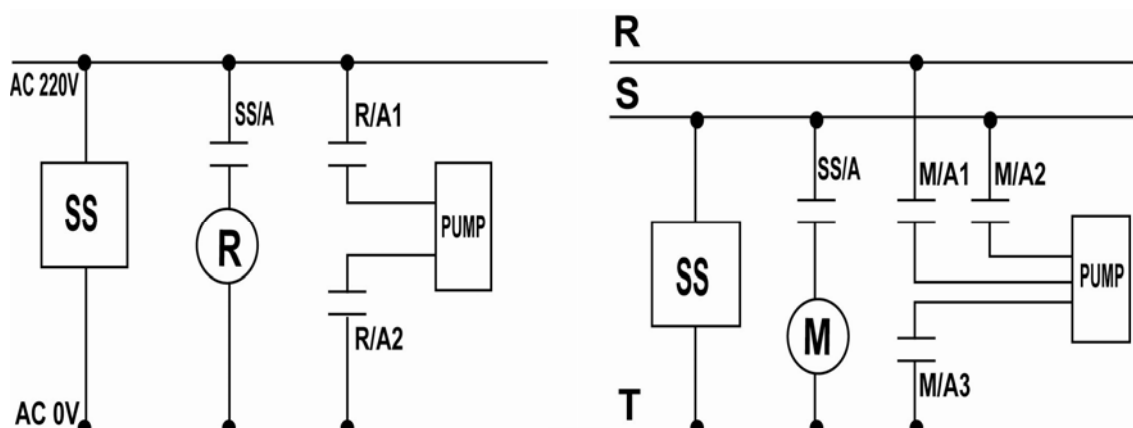 AC 220V
SS
SS/A
R
R/A1
PUMP
R/A2
AC 0V
R
S
SS
SS/A
M
M/A1
M/A2
PUMP
M/A3
T